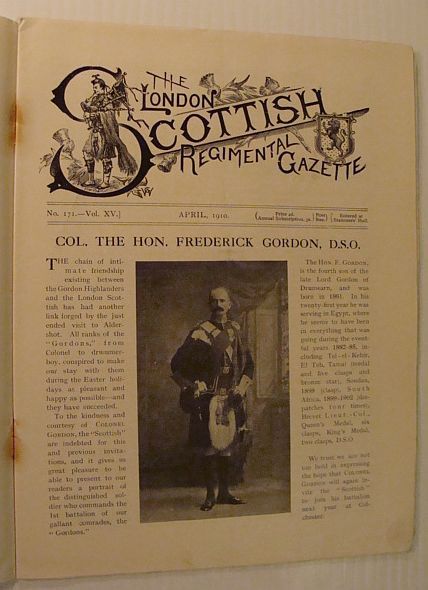 THE
LONDON
SCOTTISH
REGIMENTAL
GAZETTE
No. 171.—Vol. XV.]
APRIL, 1910.
Price 2d.
Annual Subscription, 3s.
Post
free.
Entered at
Stationers' Hall.
COL. THE HON. FREDERICK GORDON, D.S.O.
THE chain of inti-
mate friendship
existing between
the Gordon Highlanders
and the London Scot-
tish has had another
link forged by the just
ended visit to Alder-
shot. All ranks of the
"Gordons," from
Colonel to drummer-
boy, conspired to make
our stay with them
during the Easter holi-
days as pleasant and
happy as possible—and
they have succeeded.
To the kindness and
courtesy of COLONEL
GORDON, the "Scottish"
are indebted for this
and previous invita-
tions, and it gives us
great pleasure to be
able to present to our
readers a portrait of
the distinguished sol-
dier who commands the
1st battalion of our
gallant comrades, the
"Gordons."
The HON. F. GORDON,
is the fourth son of the
late Lord Gordon of
Drumearn, and was
born in 1861. In his
twenty-first year he was
serving in Egypt, where
he seems to have been
in everything that was
going during the event-
ful years 1882-85, in-
cluding Tel-el-Kebir,
El Teb, Tamai (medal
and five clasps and
bronze star), Soudan,
1889 (clasp), South
Africa, 1899-1902 (des-
patches four times),
Brevet Lieut.-Col.,
Queen's Medal, six
clasps, King's Medal,
two clasps, D.S.O.
We trust we are not
too bold in expressing
the hope that COLONEL
GORDON will again in-
vite the "Scottish"
to join his battalion
next year at Col-
chester.